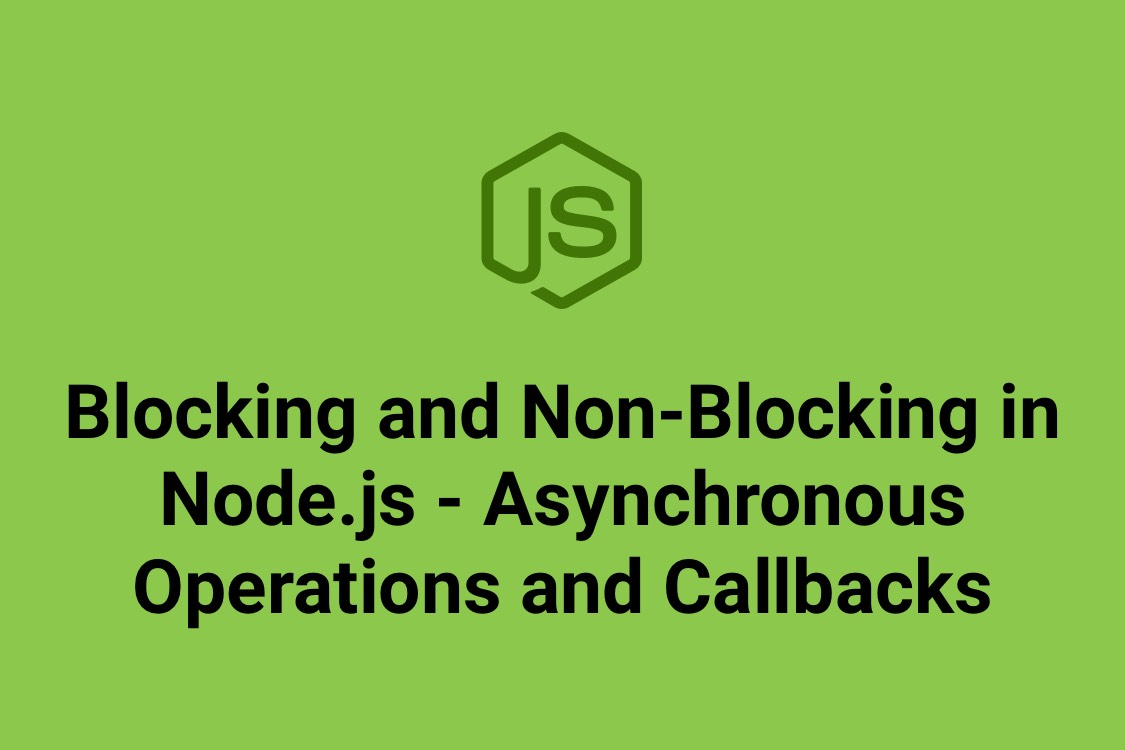 JS
Blocking and Non-Blocking in
Node.js - Asynchronous
Operations and Callbacks